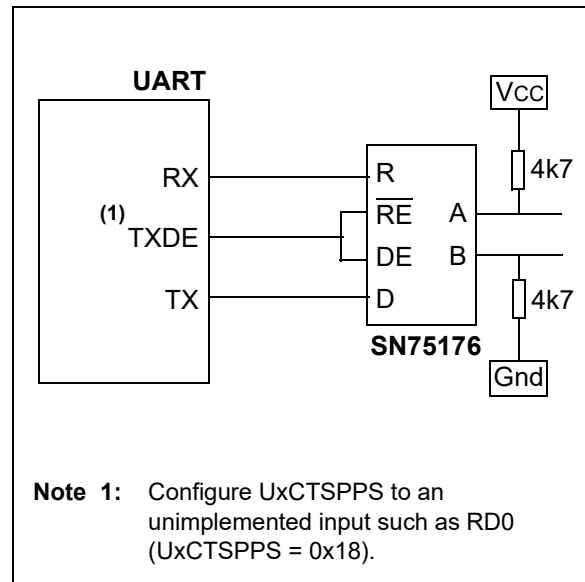 UART
RX
(1)
TXDE
TX
R
RE
DE
D
A
B
SN75176
VCC
4k7
4k7
Gnd
Note 1: Configure UxCTSPPS to an
unimplemented input such as RD0
(UxCTSPPS = 0x18).